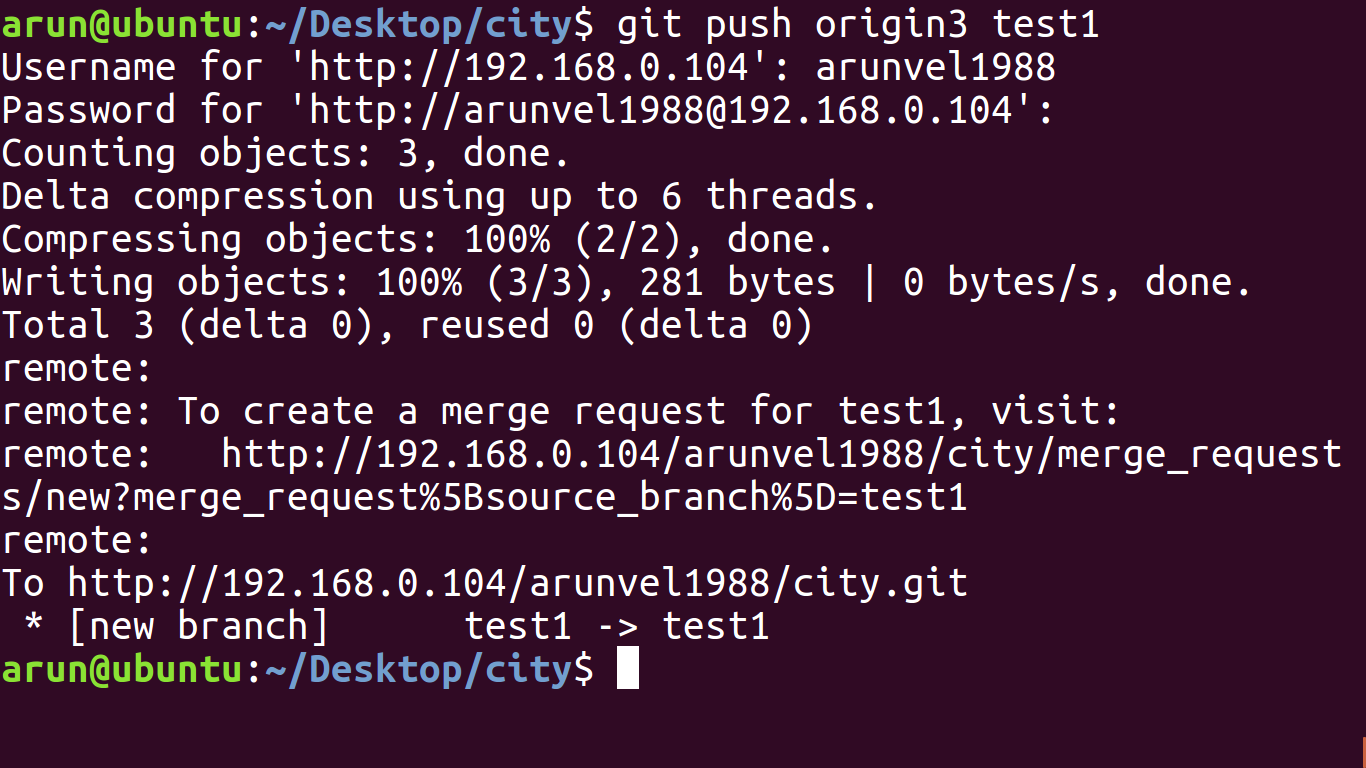 arun@ubuntu:~/Desktop/city$ git push origin3 test1
Username for 'http://192.168.0.104': arunvel1988
Password for 'http://arunvel1988@192.168.0.104':
Counting objects: 3, done.
Delta compression using up to 6 threads.
Compressing objects: 100% (2/2), done.
Writing objects: 100% (3/3), 281 bytes | 0 bytes/s, done.
Total 3 (delta 0), reused 0 (delta 0)
remote:
remote: To create a merge request for test1, visit:
remote:   http://192.168.0.104/arunvel1988/city/merge_request
s/new?merge_request%5Bsource_branch%5D=test1
remote:
To http://192.168.0.104/arunvel1988/city.git
 * [new branch]      test1 -> test1
arun@ubuntu:~/Desktop/city$